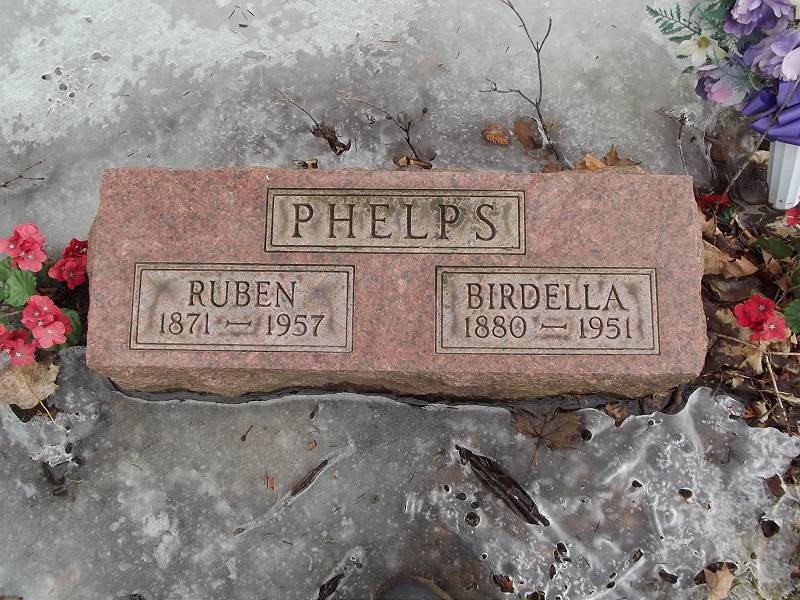 PHELPS
RUBEN
1871 — 1957
BIRDELLA
1880 — 1951